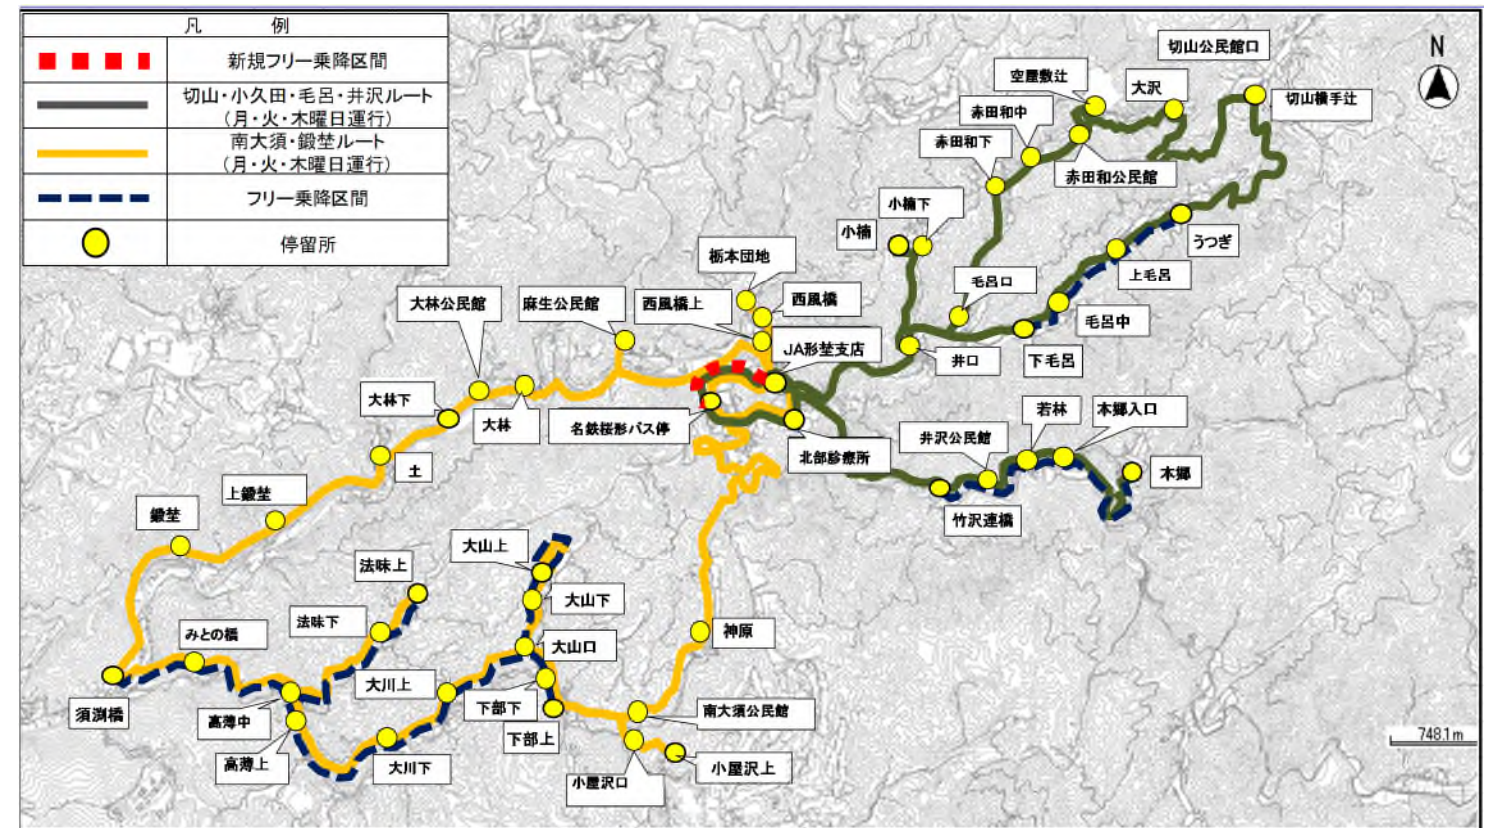 凡 例
新規フリー乗降区間
切山・小久田・毛呂・井沢ルート
(月・火・木曜日運行)
南大須・鍛埜ルート
(月・火・木曜日運行)
フリー乗降区間
停留所
N
切山公民館口
空屋敷辻
大沢
切山横手辻
赤田和中
赤田和下
赤田和公民館
小楠下
小楠
うつぎ
上毛呂
栃本団地
毛呂口
大林公民館
麻生公民館
西風橋上
西風橋
毛呂中
JA形埜支店
井口
下毛呂
大林下
大林
名鉄桜形バス停
若林
本郷入口
井沢公民館
北部診療所
土
本郷
上鍛埜
鍛埜
竹沢連橋
大山上
法味上
大山下
法味下
みとの橋
神原
大山口
大川上
須渕橋
高薄中
下部下
南大須公民館
下部上
高薄上
大川下
小屋沢口
小屋沢上
748.1m